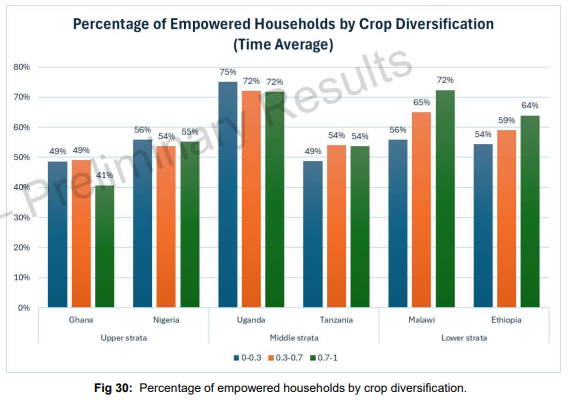 Percentage of Empowered Households by Crop Diversification
(Time Average)
– Preliminary Results
80%
70%
60%
50%
40%
30%
20%
10%
0%
49% 49% 41%
56% 54% 55%
75% 72% 72%
49% 54% 54%
56% 65% 72%
54% 59% 64%
Ghana Nigeria Uganda Tanzania Malawi Ethiopia
Upper strata Middle strata Lower strata
0-0.3 0.3-0.7 0.7-1
Fig 30: Percentage of empowered households by crop diversification.